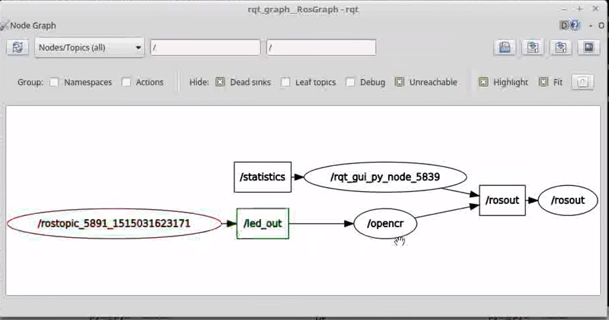 rqt_graph__RosGraph - rqt
Node Graph
Nodes/Topics (all) / /
Group: Namespaces Actions Hide: Dead sinks Leaf topics Debug Unreachable Highlight Fit
/statistics /rqt_gui_py_node_5839
/rosout /rosout
/rostopic_5891_1515031623171 /led_out /opencr